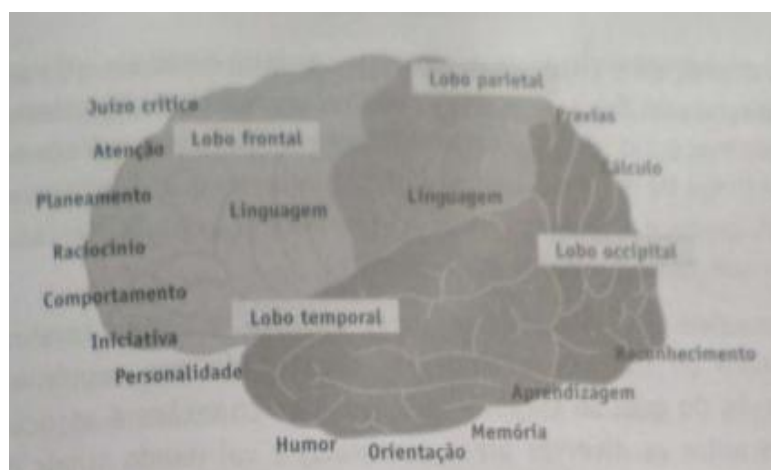 Lobo parietal
Juízo crítico
Praxias
Lobo frontal
Atenção
Cálculo
Planeamento
Linguagem
Linguagem
Raciocínio
Lobo occipital
Comportamento
Lobo temporal
Iniciativa
Reconhecimento
Personalidade
Aprendizagem
Memória
Humor
Orientação